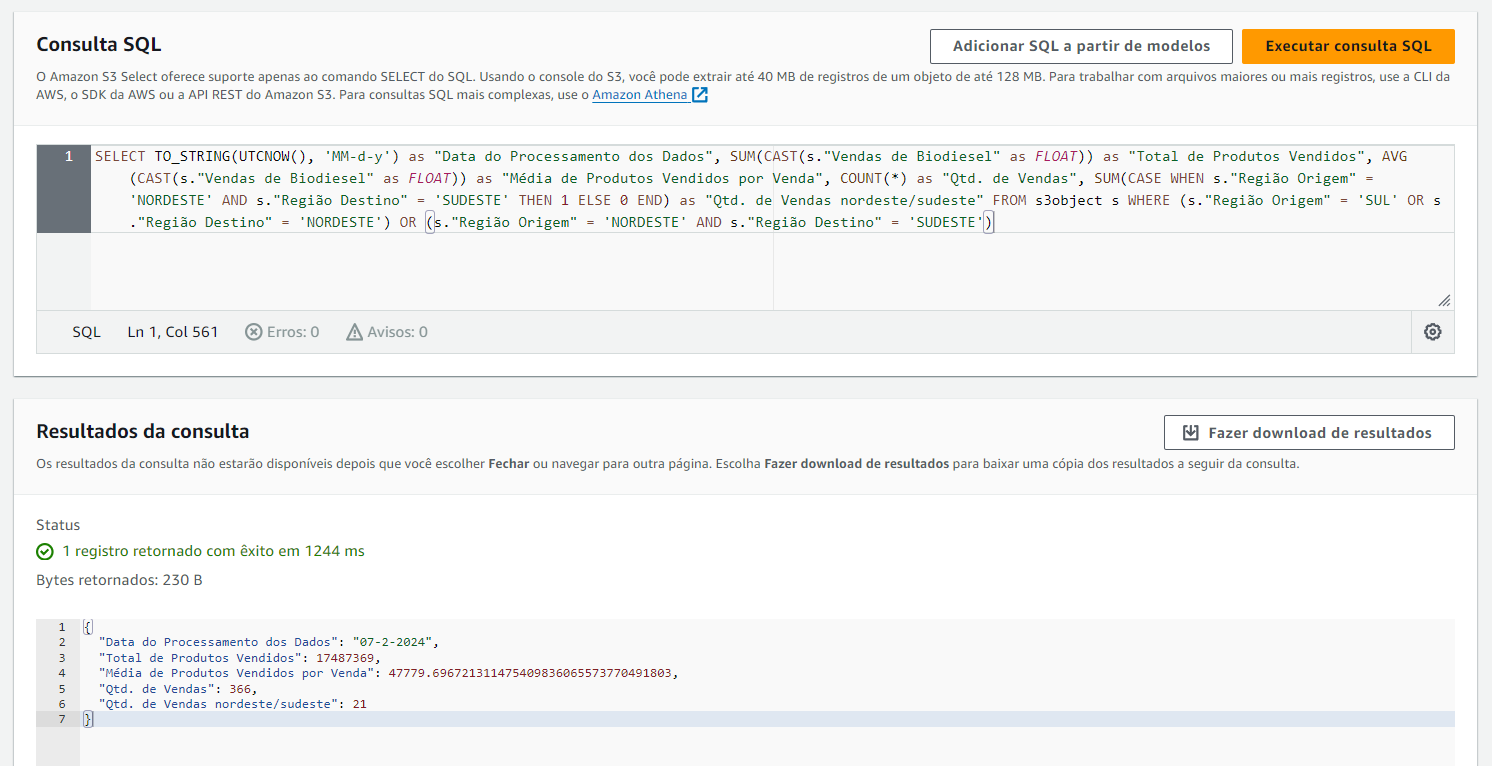 Consulta SQL
Adicionar SQL a partir de modelos
Executar consulta SQL
O Amazon S3 Select oferece suporte apenas ao comando SELECT do SQL. Usando o console do S3, você pode extrair até 40 MB de registros de um objeto de até 128 MB. Para trabalhar com arquivos maiores ou mais registros, use a CLI da
AWS, o SDK da AWS ou a API REST do Amazon S3. Para consultas SQL mais complexas, use o Amazon Athena
1 SELECT TO_STRING(UTCNOW(), 'MM-d-y') as "Data do Processamento dos Dados", SUM(CAST(s."Vendas de Biodiesel" as FLOAT)) as "Total de Produtos Vendidos", AVG
(CAST(s."Vendas de Biodiesel" as FLOAT)) as "Média de Produtos Vendidos por Venda", COUNT(*) as "Qtd. de Vendas", SUM(CASE WHEN s."Região Origem" =
'NORDESTE' AND s."Região Destino" = 'SUDESTE' THEN 1 ELSE 0 END) as "Qtd. de Vendas nordeste/sudeste" FROM s3object s WHERE (s."Região Origem" = 'SUL' OR s
."Região Destino" = 'NORDESTE') OR (s."Região Origem" = 'NORDESTE' AND s."Região Destino" = 'SUDESTE')
SQL Ln 1, Col 561 Erros: 0 Avisos: 0
Resultados da consulta
Fazer download de resultados
Os resultados da consulta não estarão disponíveis depois que você escolher Fechar ou navegar para outra página. Escolha Fazer download de resultados para baixar uma cópia dos resultados a seguir da consulta.
Status
1 registro retornado com êxito em 1244 ms
Bytes retornados: 230 B
1 {
2 "Data do Processamento dos Dados": "07-2-2024",
3 "Total de Produtos Vendidos": 17487369,
4 "Média de Produtos Vendidos por Venda": 47779.696721311475409836065573770491803,
5 "Qtd. de Vendas": 366,
6 "Qtd. de Vendas nordeste/sudeste": 21
7 }